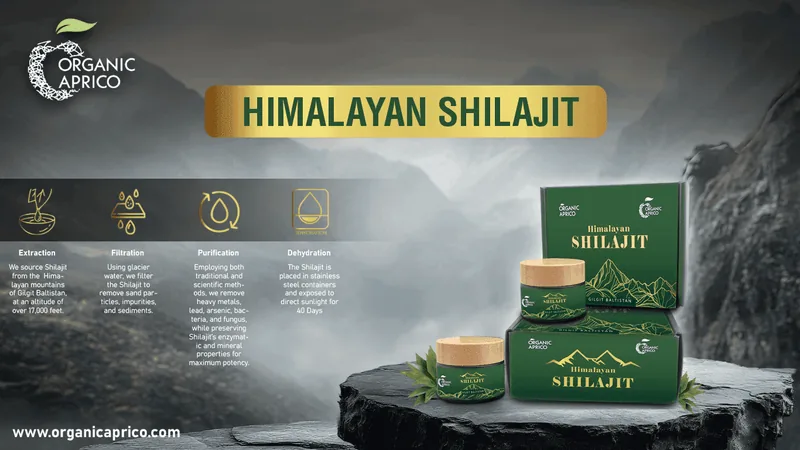 ORGANIC
APRICO
HIMALAYAN SHILAJIT
Extraction
We source Shilajit
from the Hima-
layan mountains
of Gilgit Baltistan,
at an altitude of
over 17,000 feet.
Filtration
Using glacier
water, we filter
the Shilajit to
remove sand par-
ticles, impurities,
and sediments.
Purification
Employing both
traditional and
scientific meth-
ods, we remove
heavy metals,
lead, arsenic, bac-
teria, and fungus,
while preserving
Shilajit's enzymat-
ic and mineral
properties for
maximum potency.
Dehydration
The Shilajit is
placed in stainless
steel containers
and exposed to
direct sunlight for
40 Days
ORGANIC
APRICO
ORGANIC
APRICO
Himalayan
SHILAJIT
GILGIT BALTISTAN
SHILAJIT
ORGANIC
APRICO
ORGANIC
APRICO
Himalayan
SHILAJIT
SHILAJIT
www.organicaprico.com